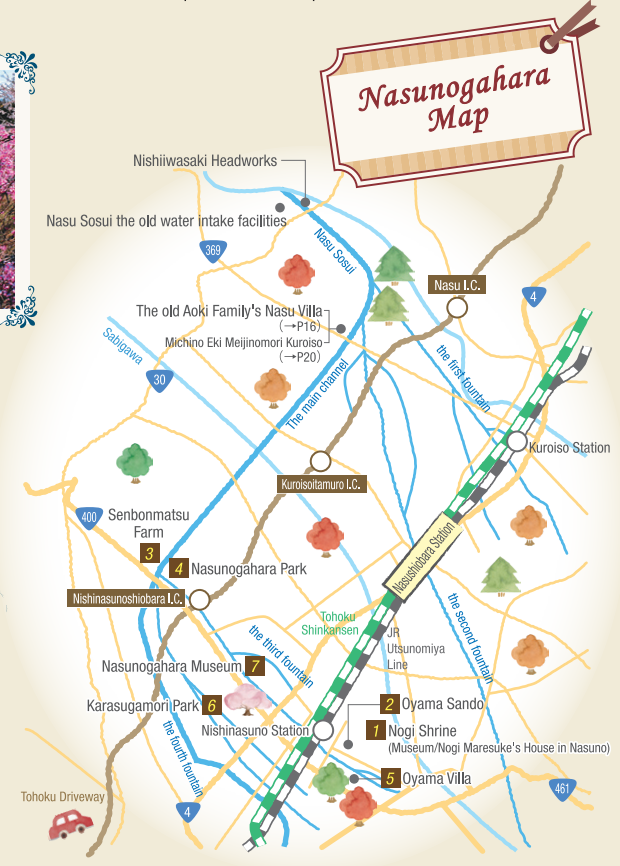 Nasunogahara
Map
Nishiiwasaki Headworks
Nasu Sosui the old water intake facilities
Nasu Sosui
369
Nasu I.C.
4
The old Aoki Family's Nasu Villa
(→P16)
Michino Eki Meijinomori Kuroiso
(→P20)
Sabigawa
30
The main channel
the first fountain
Kuroiso Station
Kuroisoitamuro I.C.
400
Senbonmatsu
Farm
3
4 Nasunogahara Park
Nishinasunoshiobara I.C.
Nasushiobara Station
Tohoku
Shinkansen
JR
Utsunomiya
Line
the second fountain
the third fountain
Nasunogahara Museum 7
Karasugamori Park 6
Nishinasuno Station
2 Oyama Sando
1 Nogi Shrine
(Museum/Nogi Maresuke's House in Nasuno)
5 Oyama Villa
the fourth fountain
Tohoku Driveway
4
461